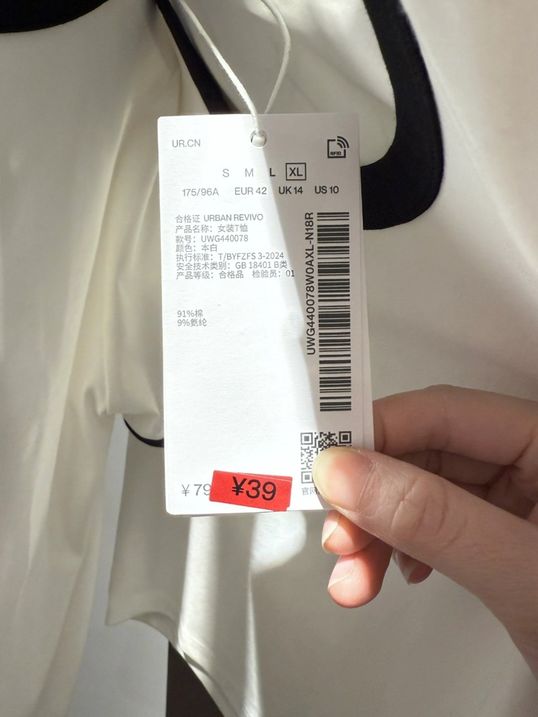 UR.CN
RFID
S M L XL
175/96A EUR 42 UK 14 US 10
合格证 URBAN REVIVO
产品名称：女装T恤
款号：UWG440078
颜色：本白
执行标准：T/BYFZFS 3-2024
安全技术类别：GB 18401 B类
产品等级：合格品 检验员：01
91%棉
9%氨纶
UWG440078W0AXL-N18R
¥ 79
¥39